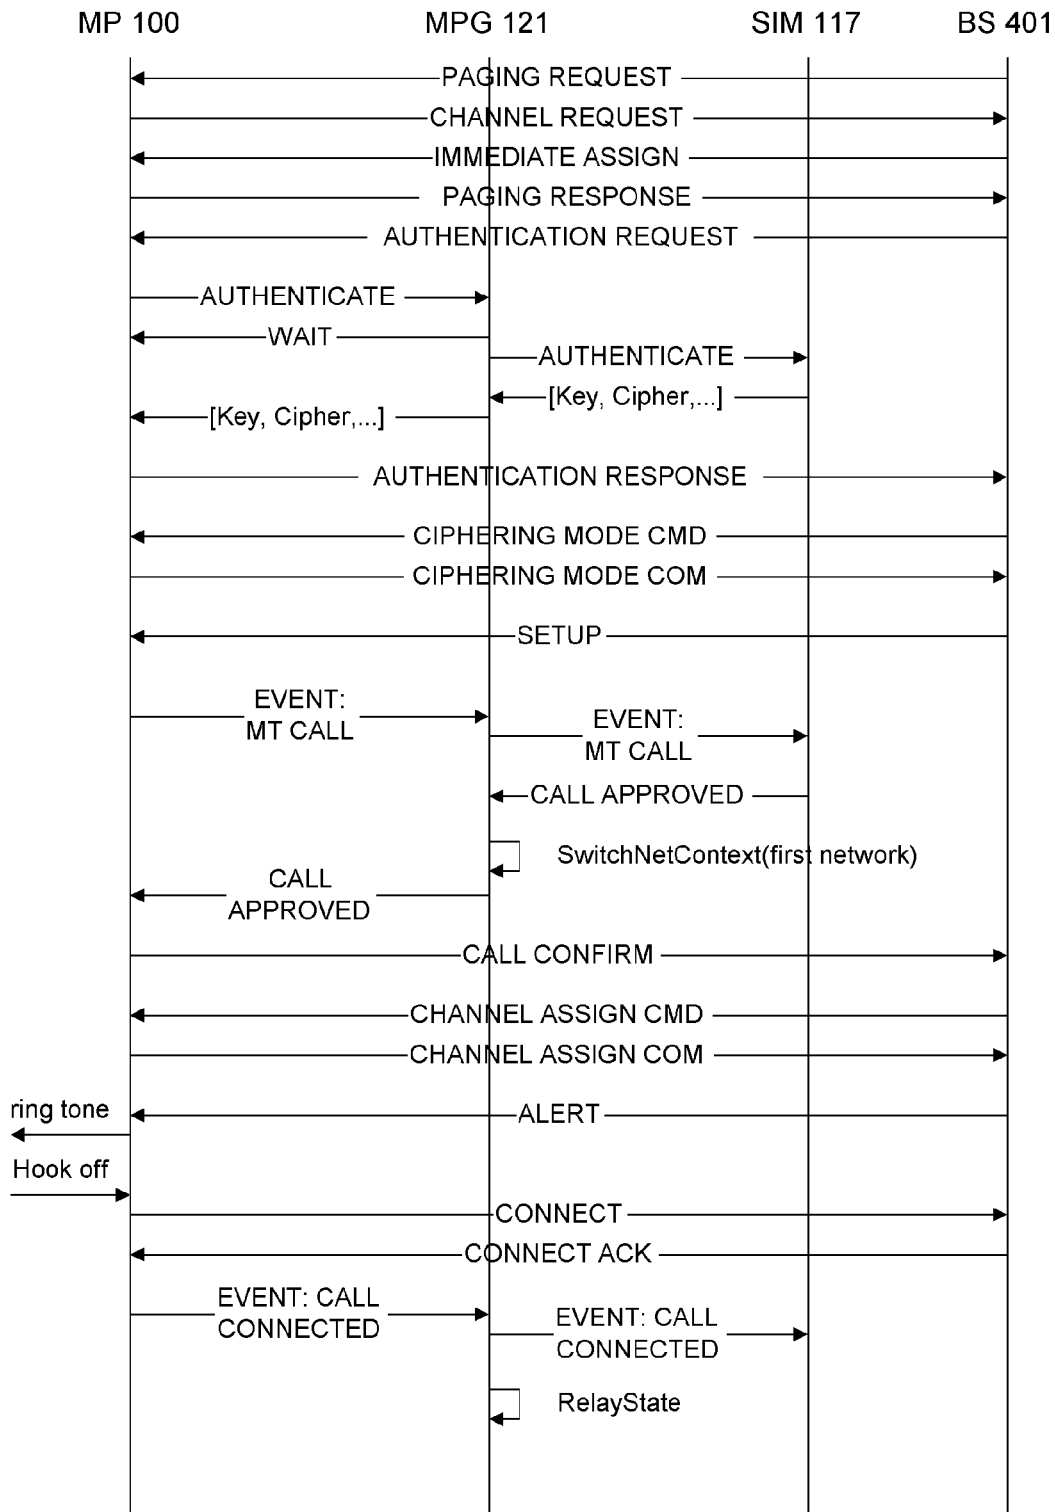 MP 100 MPG 121 SIM 117 BS 401
PAGING REQUEST
CHANNEL REQUEST
IMMEDIATE ASSIGN
PAGING RESPONSE
AUTHENTICATION REQUEST
AUTHENTICATE
WAIT
AUTHENTICATE
[Key, Cipher,...]
[Key, Cipher,...]
AUTHENTICATION RESPONSE
CIPHERING MODE CMD
CIPHERING MODE COM
SETUP
EVENT:
MT CALL
EVENT:
MT CALL
CALL APPROVED
SwitchNetContext(first network)
CALL
APPROVED
CALL CONFIRM
CHANNEL ASSIGN CMD
CHANNEL ASSIGN COM
ring tone
ALERT
Hook off
CONNECT
CONNECT ACK
EVENT: CALL
CONNECTED
EVENT: CALL
CONNECTED
RelayState